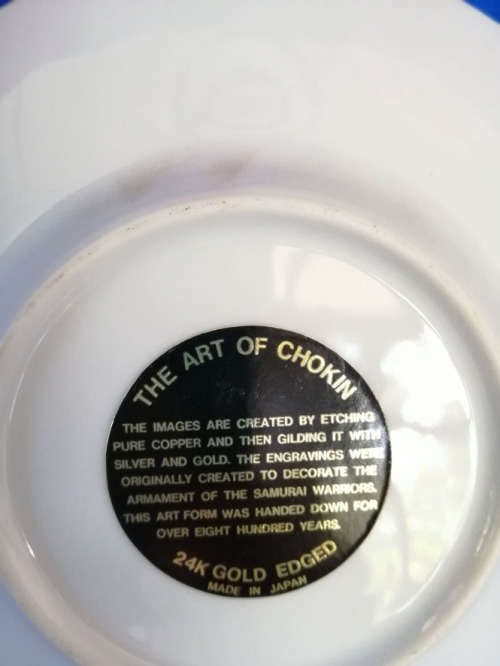 THE ART OF CHOKIN
THE IMAGES ARE CREATED BY ETCHING
PURE COPPER AND THEN GILDING IT WITH
SILVER AND GOLD. THE ENGRAVINGS WERE
ORIGINALLY CREATED TO DECORATE THE
ARMAMENT OF THE SAMURAI WARRIORS.
THIS ART FORM WAS HANDED DOWN FOR
OVER EIGHT HUNDRED YEARS.
24K GOLD EDGED
MADE IN JAPAN